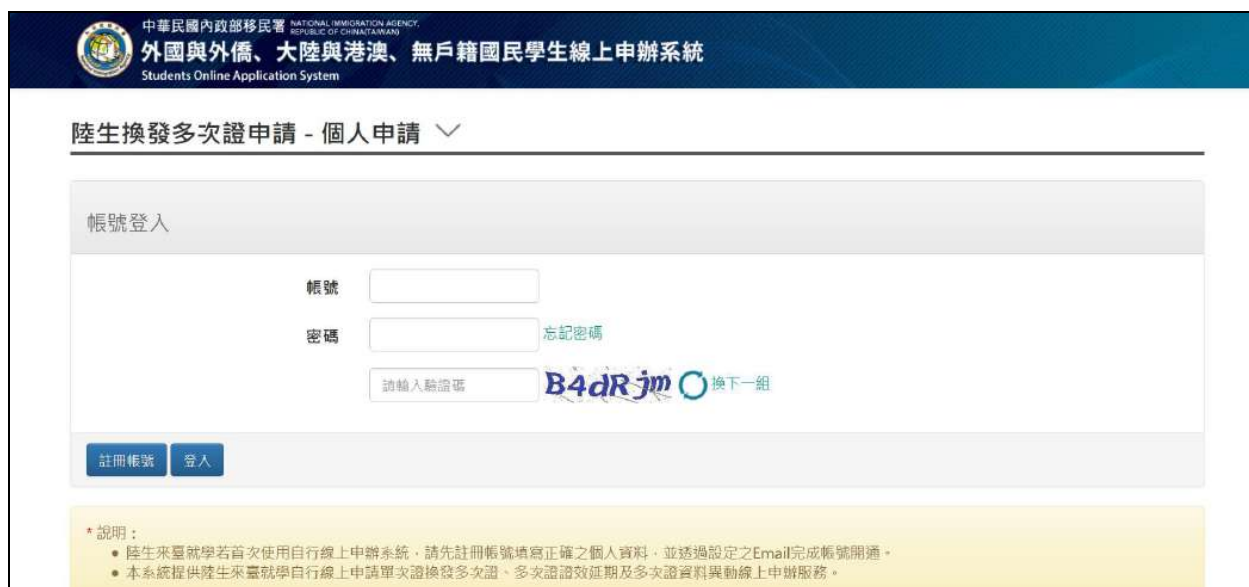 中華民國內政部移民署 NATIONAL IMMIGRATION AGENCY,
REPUBLIC OF CHINA(TAIWAN)
外國與外僑、大陸與港澳、無戶籍國民學生線上申辦系統
Students Online Application System
陸生換發多次證申請 - 個人申請
帳號登入
帳號
密碼 忘記密碼
請輸入驗證碼 B4dRjm 換下一組
註冊帳號 登入
* 說明：
● 陸生來臺就學若首次使用自行線上申辦系統，請先註冊帳號填寫正確之個人資料，並透過設定之Email完成帳號開通。
● 本系統提供陸生來臺就學自行線上申請單次證換發多次證、多次證證效延期及多次證資料異動線上申辦服務。